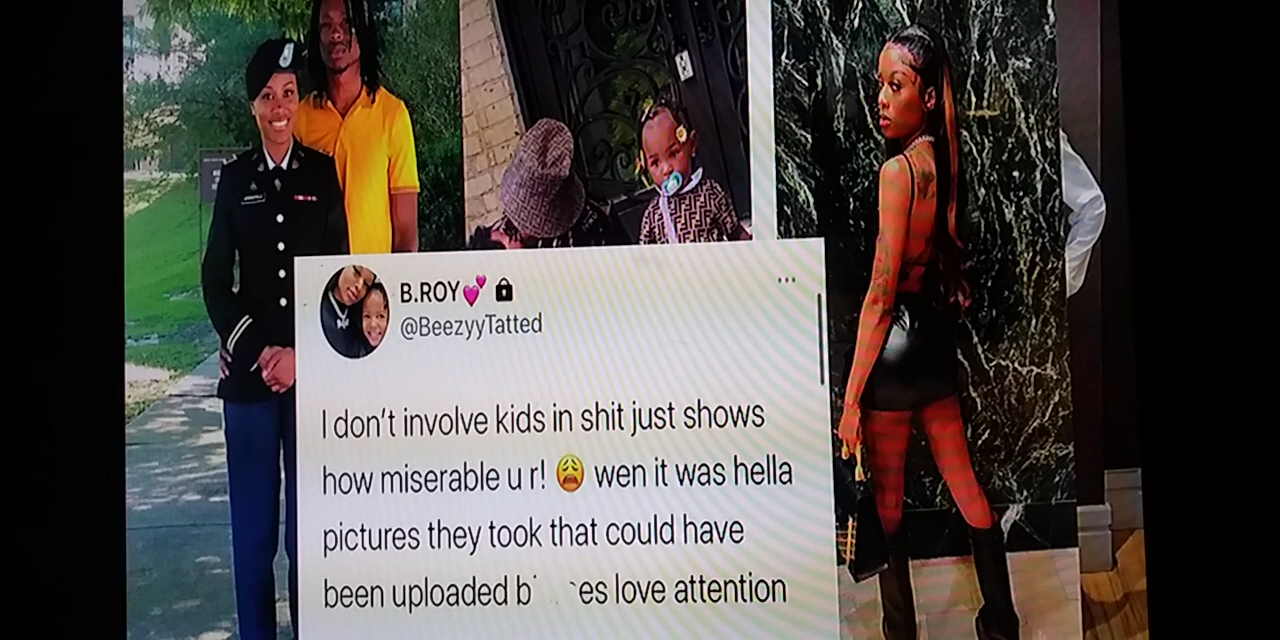 B.ROY💕 🔒
@BeezyyTatted
I don't involve kids in shit just shows
how miserable u r! 😩 wen it was hella
pictures they took that could have
been uploaded b es love attention